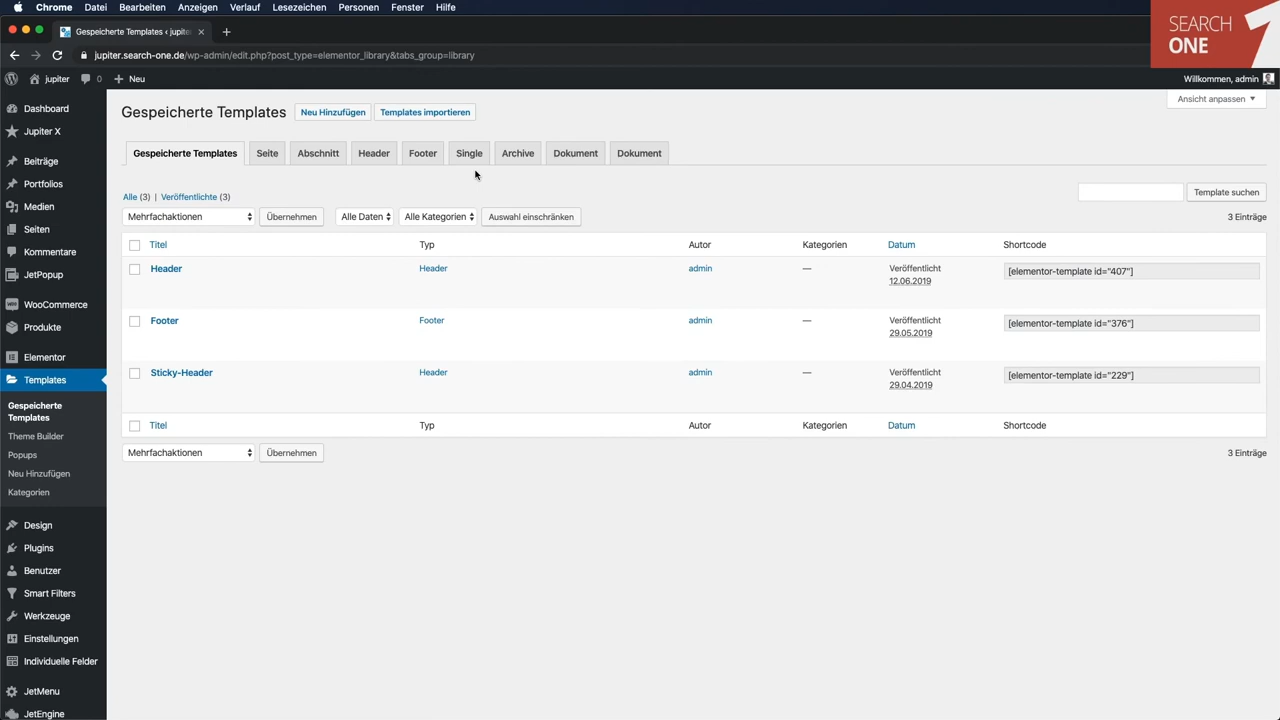 Chrome Datei Bearbeiten Anzeigen Verlauf Lesezeichen Personen Fenster Hilfe
Gespeicherte Templates ‹ jupite
jupiter.search-one.de/wp-admin/edit.php?post_type=elementor_library&tabs_group=library
SEARCH
ONE
jupiter 0 Neu
Willkommen, admin
Ansicht anpassen
Dashboard
Jupiter X
Beiträge
Portfolios
Medien
Seiten
Kommentare
JetPopup
WooCommerce
Produkte
Elementor
Templates
Gespeicherte
Templates
Theme Builder
Popups
Neu Hinzufügen
Kategorien
Design
Plugins
Benutzer
Smart Filters
Werkzeuge
Einstellungen
Individuelle Felder
JetMenu
JetEngine
Gespeicherte Templates Neu Hinzufügen Templates importieren
Gespeicherte Templates Seite Abschnitt Header Footer Single Archive Dokument Dokument
Alle (3) | Veröffentlichte (3)
Template suchen
Mehrfachaktionen Übernehmen Alle Daten Alle Kategorien Auswahl einschränken 3 Einträge
Titel Typ Autor Kategorien Datum Shortcode
Header Header admin — Veröffentlicht [elementor-template id="407"]
12.06.2019
Footer Footer admin — Veröffentlicht [elementor-template id="376"]
29.05.2019
Sticky-Header Header admin — Veröffentlicht [elementor-template id="229"]
29.04.2019
Titel Typ Autor Kategorien Datum Shortcode
Mehrfachaktionen Übernehmen 3 Einträge